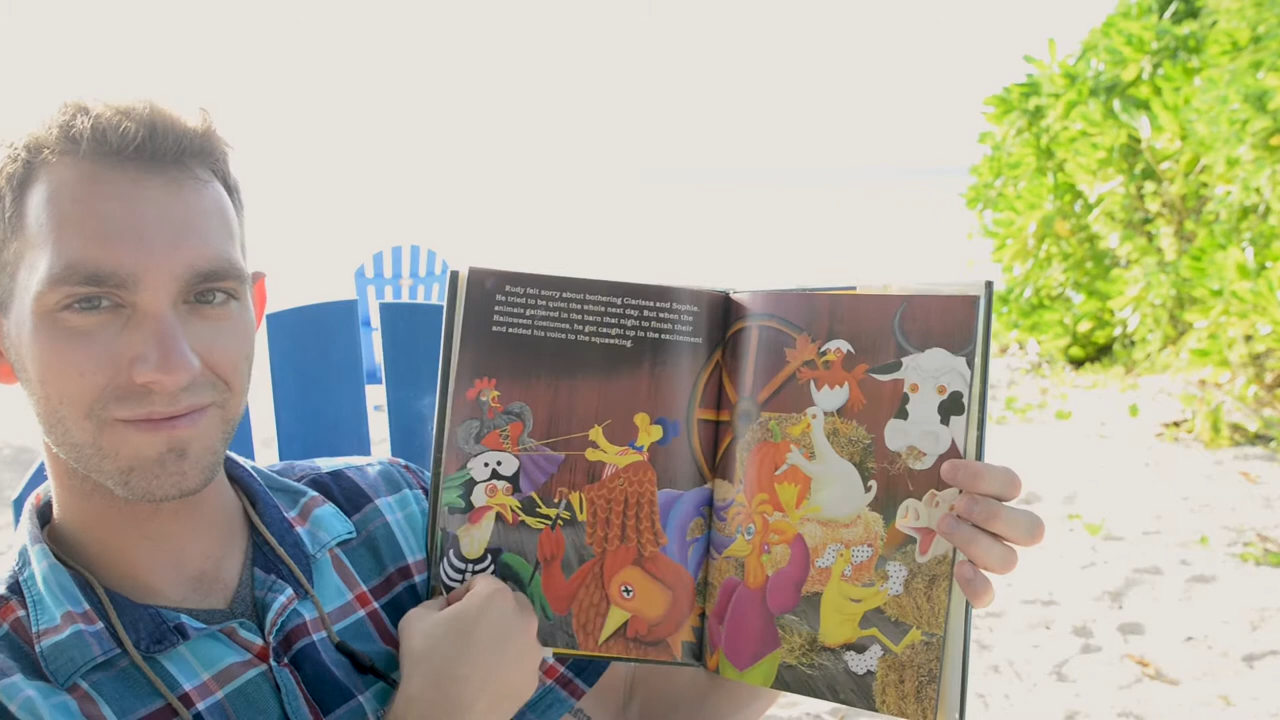 Rudy felt sorry about bothering Clarissa and Sophie.
He tried to be quiet the whole next day. But when the
animals gathered in the barn that night to finish their
Halloween costumes, he got caught up in the excitement
and added his voice to the squawking.